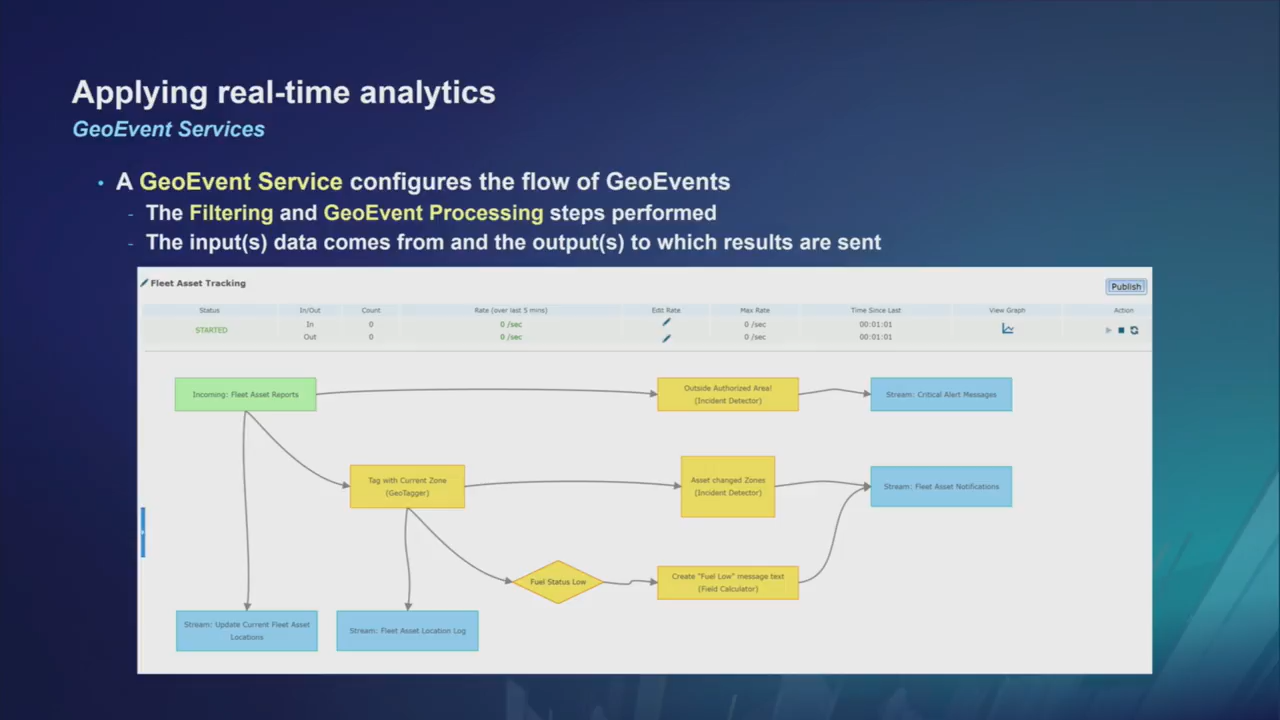 Applying real-time analytics
GeoEvent Services
• A GeoEvent Service configures the flow of GeoEvents
- The Filtering and GeoEvent Processing steps performed
- The input(s) data comes from and the output(s) to which results are sent
Fleet Asset Tracking
Publish
Status In/Out Count Rate (over last 5 mins) Edit Rate Max Rate Time Since Last View Graph Action
STARTED
In 0 0 /sec 0 /sec 00:01:01
Out 0 0 /sec 0 /sec 00:01:01
Incoming: Fleet Asset Reports
Outside Authorized Area!
(Incident Detector)
Stream: Critical Alert Messages
Tag with Current Zone
(GeoTagger)
Asset changed Zones
(Incident Detector)
Stream: Fleet Asset Notifications
Fuel Status Low
Create "Fuel Low" message text
(Field Calculator)
Stream: Update Current Fleet Asset
Locations
Stream: Fleet Asset Location Log